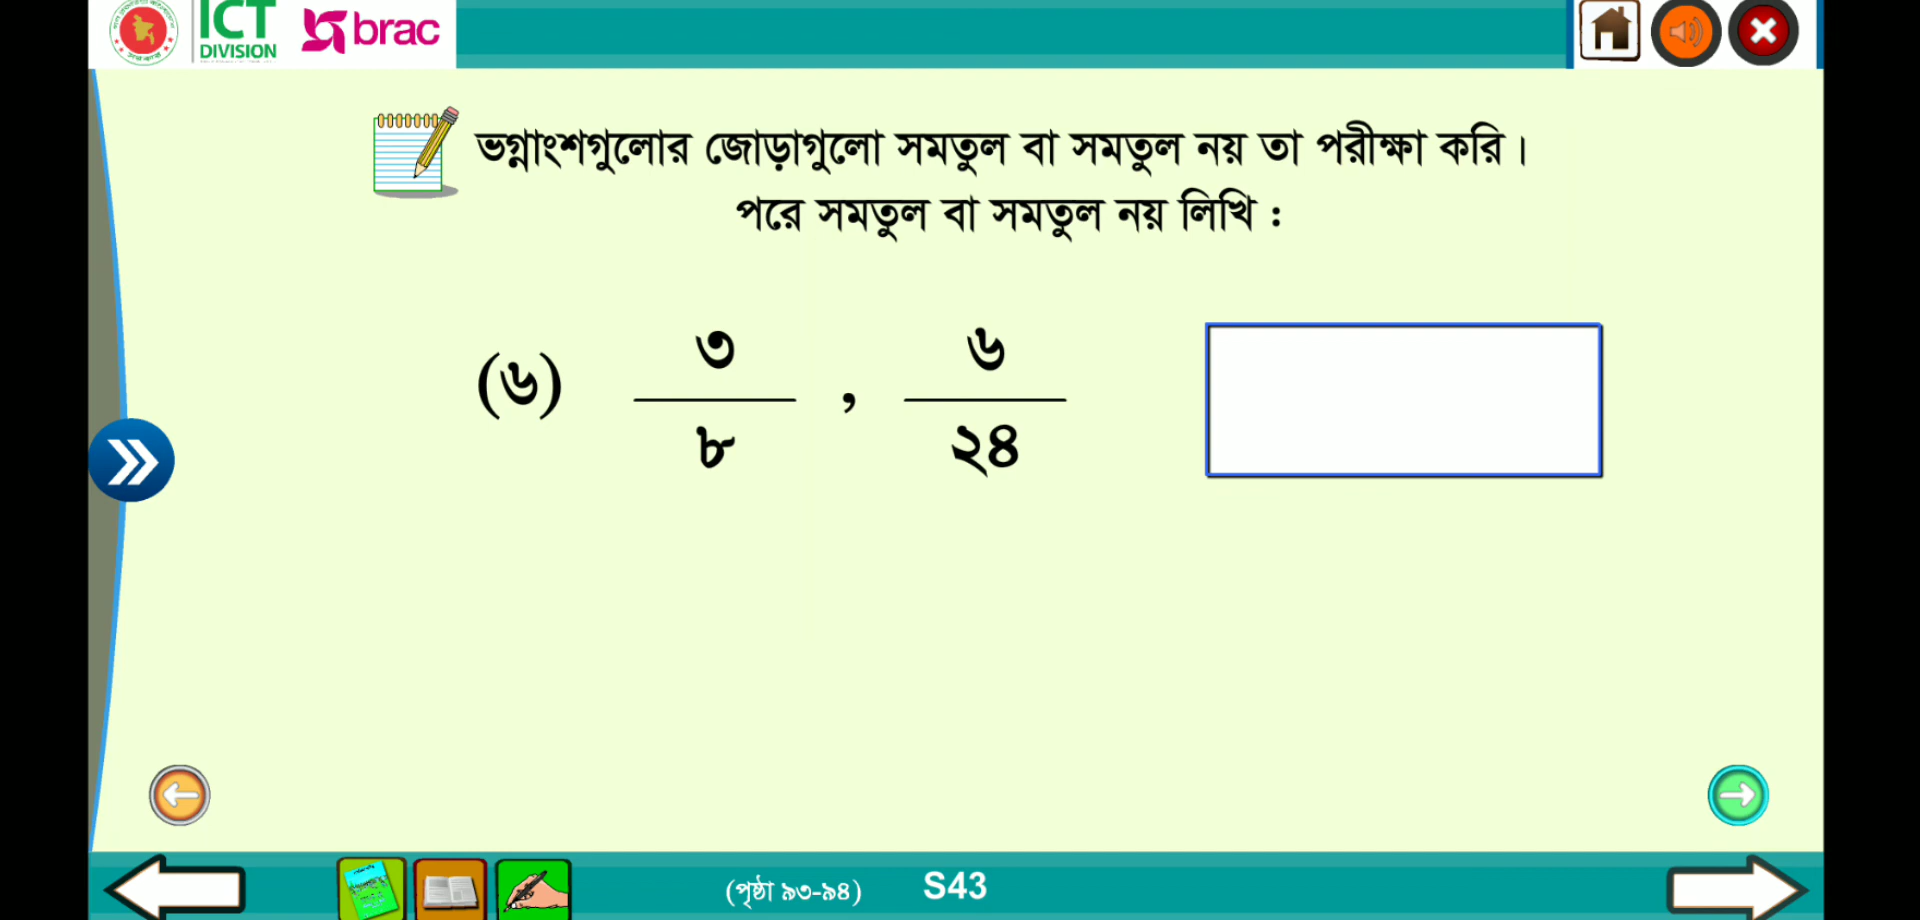 ICT
DIVISION
brac
ভগ্নাংশগুলোর জোড়াগুলো সমতুল বা সমতুল নয় তা পরীক্ষা করি।
পরে সমতুল বা সমতুল নয় লিখি :
(৬) ৩/৮ , ৬/২৪
(পৃষ্ঠা ৯৩-৯৪) S43